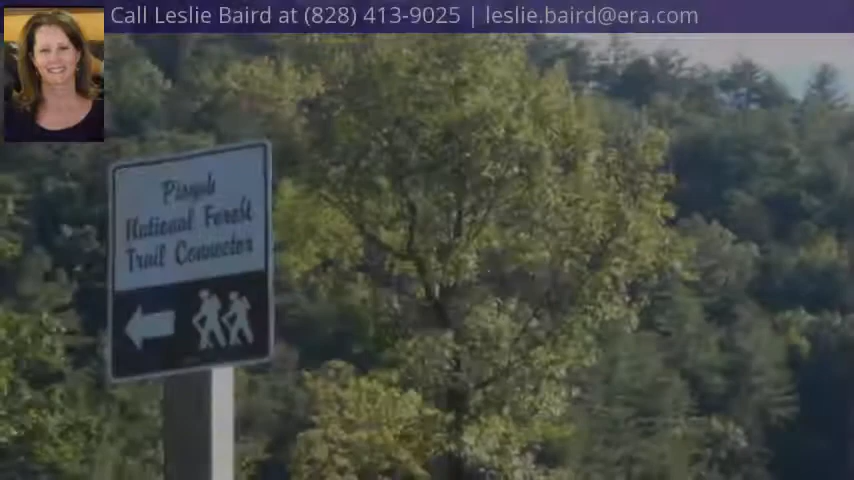 Call Leslie Baird at (828) 413-9025 | leslie.baird@era.com
Pisgah
National Forest
Trail Connector